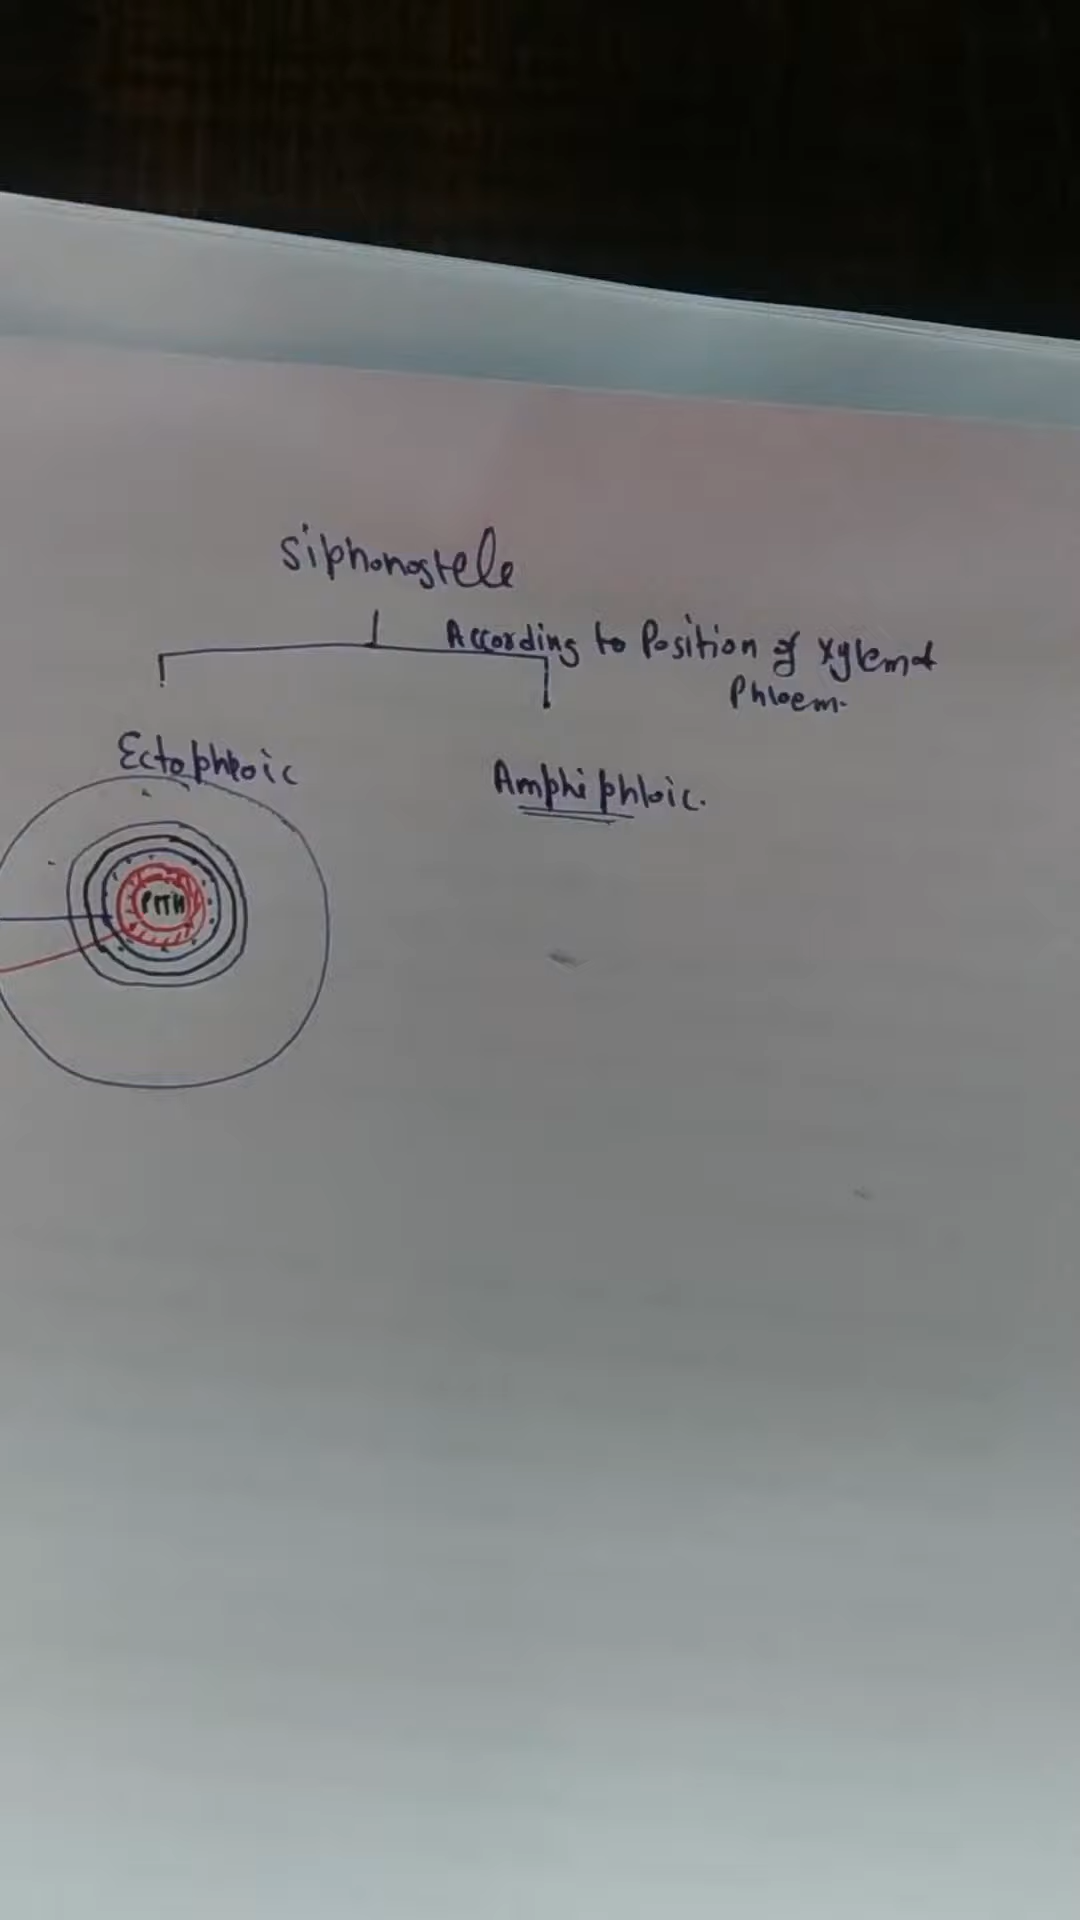 Siphonostele
According to Position of Xylem &
Phloem.
Ectophloic
Amphiphloic.
PITH